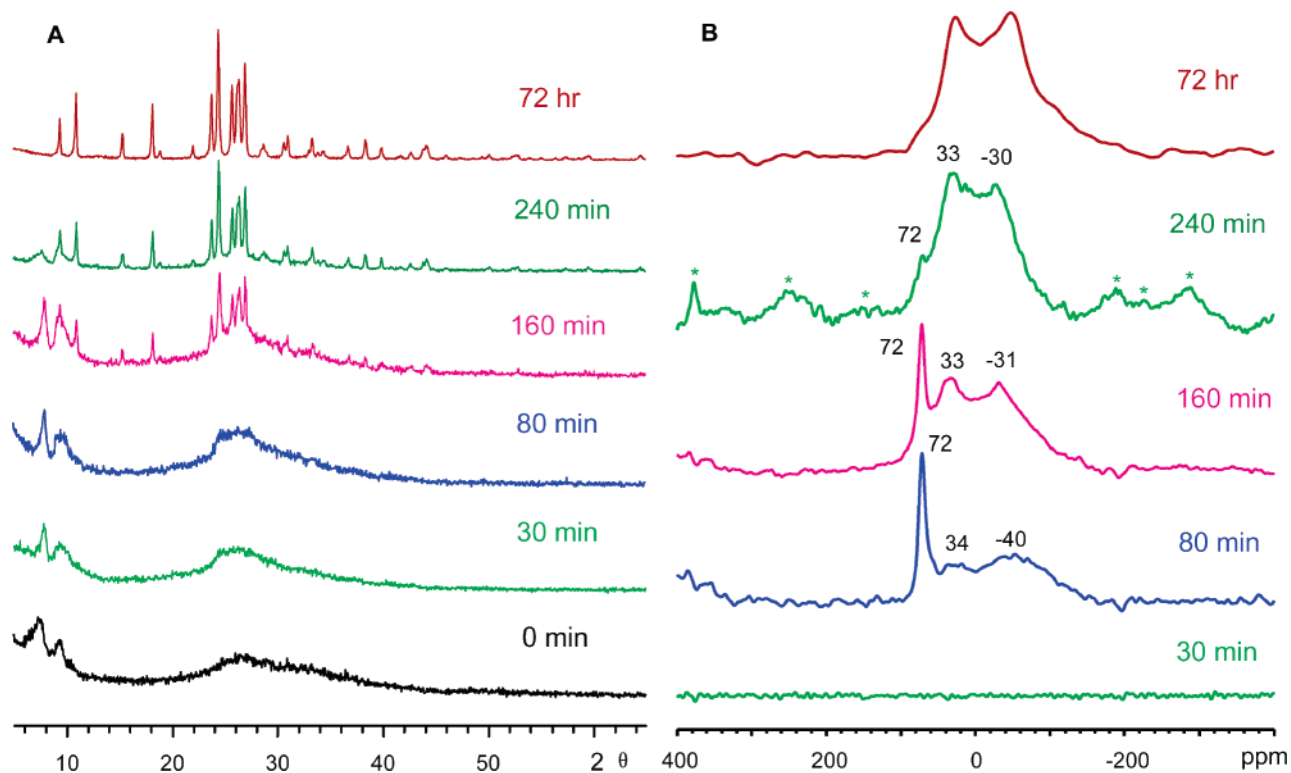 A
72 hr
240 min
160 min
80 min
30 min
0 min
10 20 30 40 50 2 θ
B
72 hr
33 -30
240 min
72
* * * * * *
72 33 -31
160 min
72
34 -40
80 min
30 min
400 200 0 -200 ppm